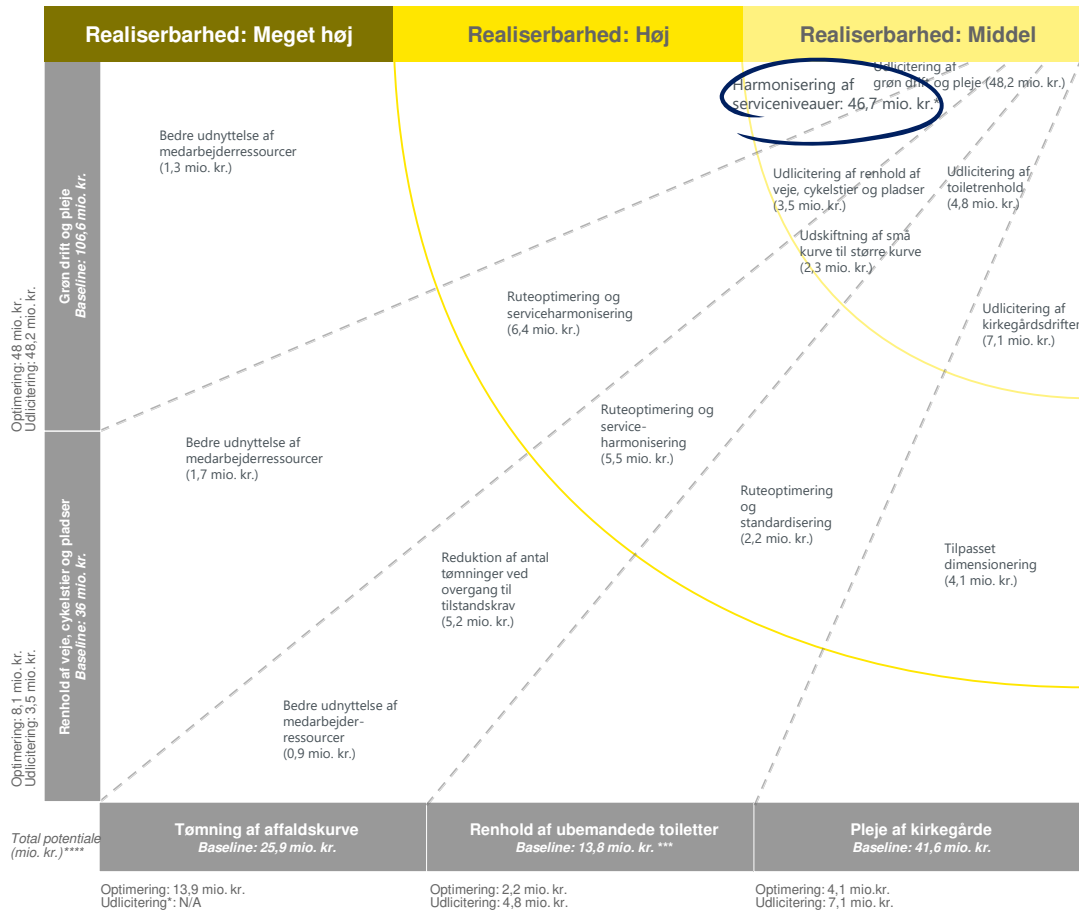 Realiserbarhed: Meget høj
Realiserbarhed: Høj
Realiserbarhed: Middel
Udlicitering af
grøn drift og pleje (48,2 mio. kr.)
Harmonisering af
serviceniveauer: 46,7 mio. kr.*
Bedre udnyttelse af
medarbejderressourcer
(1,3 mio. kr.)
Udlicitering af renhold af
veje, cykelstier og pladser
(3,5 mio. kr.)
Udlicitering af
toiletrenhold
(4,8 mio. kr.)
Udskiftning af små
kurve til større kurve
(2,3 mio. kr.)
Ruteoptimering og
serviceharmonisering
(6,4 mio. kr.)
Udlicitering af
kirkegårdsdriften
(7,1 mio. kr.)
Grøn drift og pleje
Baseline: 106,6 mio. kr.
Optimering: 48 mio. kr.
Udlicitering: 48,2 mio. kr.
Bedre udnyttelse af
medarbejderressourcer
(1,7 mio. kr.)
Ruteoptimering og
service-
harmonisering
(5,5 mio. kr.)
Ruteoptimering
og
standardisering
(2,2 mio. kr.)
Reduktion af antal
tømninger ved
overgang til
tilstandskrav
(5,2 mio. kr.)
Tilpasset
dimensionering
(4,1 mio. kr.)
Bedre udnyttelse af
medarbejder-
ressourcer
(0,9 mio. kr.)
Renhold af veje, cykelstier og pladser
Baseline: 36 mio. kr.
Optimering: 8,1 mio. kr.
Udlicitering: 3,5 mio. kr.
Total potentiale
(mio. kr.)****
Tømning af affaldskurve
Baseline: 25,9 mio. kr.
Renhold af ubemandede toiletter
Baseline: 13,8 mio. kr. ***
Pleje af kirkegårde
Baseline: 41,6 mio. kr.
Optimering: 13,9 mio. kr.
Udlicitering*: N/A
Optimering: 2,2 mio. kr.
Udlicitering: 4,8 mio. kr.
Optimering: 4,1 mio.kr.
Udlicitering: 7,1 mio. kr.